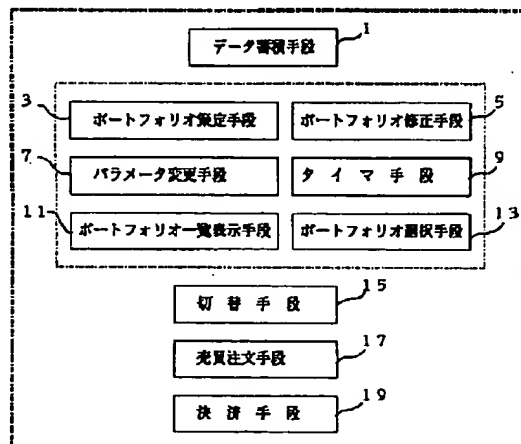 1
データ蓄積手段
3
ポートフォリオ策定手段
5
ポートフォリオ修正手段
7
パラメータ変更手段
9
タイマ手段
11
ポートフォリオ一覧表示手段
13
ポートフォリオ選択手段
15
切替手段
17
売買注文手段
19
決済手段